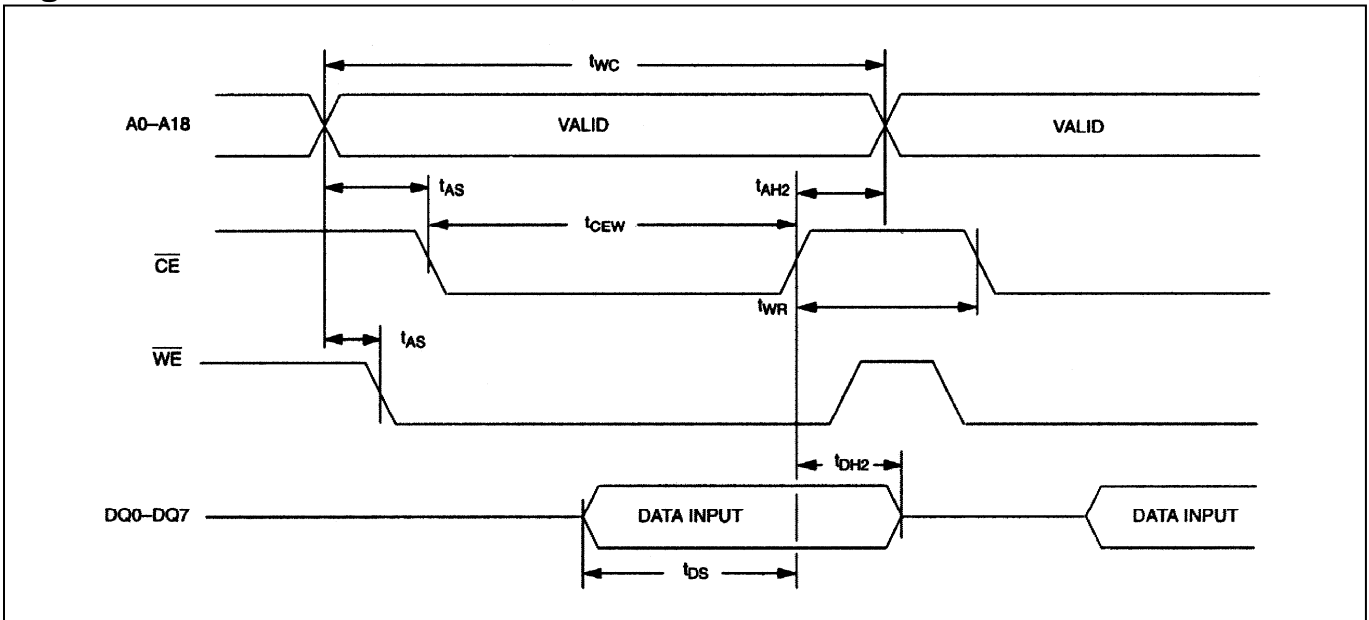 tWC
A0–A18
VALID
VALID
tAS
tAH2
tCEW
CE
tWR
tAS
WE
tDH2
DQ0–DQ7
DATA INPUT
DATA INPUT
tDS